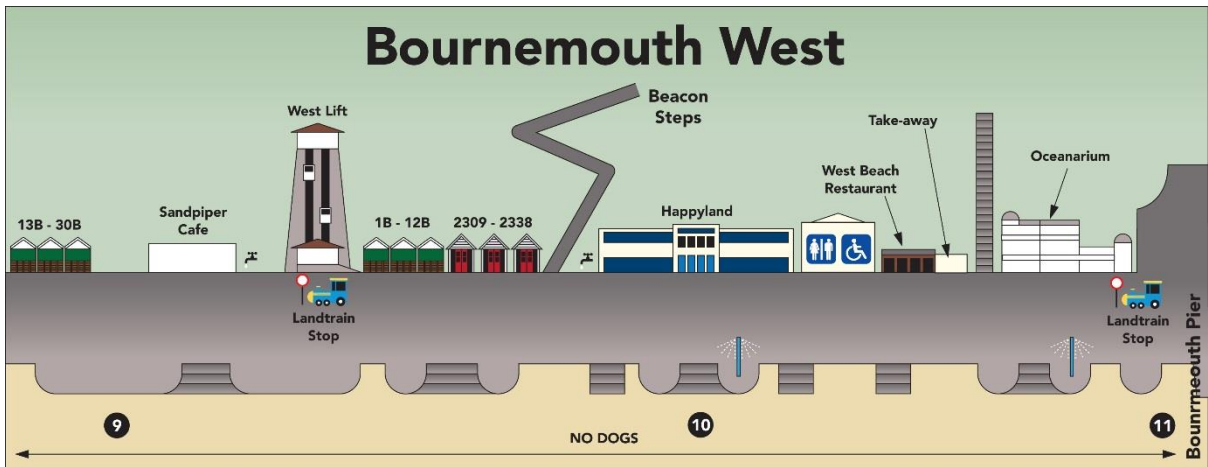 Bournemouth West
West Lift
Beacon
Steps
Take-away
Oceanarium
West Beach
Restaurant
13B - 30B
Sandpiper
Cafe
1B - 12B
2309 - 2338
Happyland
Landtrain
Stop
Landtrain
Stop
Bounrmeouth Pier
9
10
11
NO DOGS